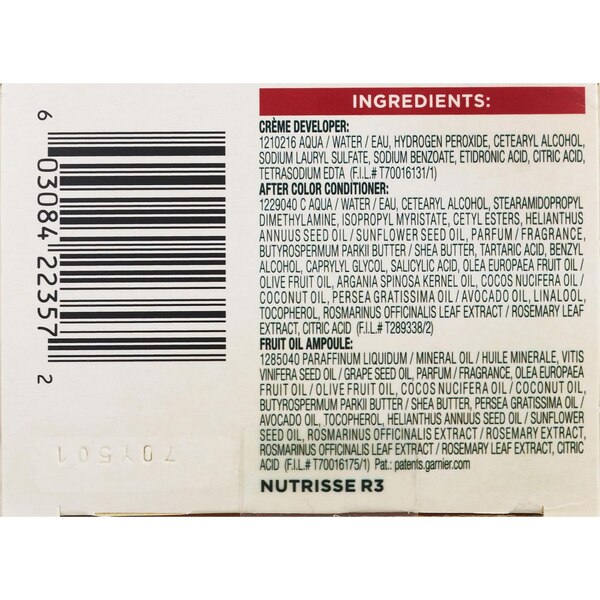 INGREDIENTS:
CRÈME DEVELOPER:
1210216 AQUA / WATER / EAU, HYDROGEN PEROXIDE, CETEARYL ALCOHOL,
SODIUM LAURYL SULFATE, SODIUM BENZOATE, ETIDRONIC ACID, CITRIC ACID,
TETRASODIUM EDTA (F.I.L.# T70016131/1)
AFTER COLOR CONDITIONER:
1229040 C AQUA / WATER / EAU, CETEARYL ALCOHOL, STEARAMIDOPROPYL
DIMETHYLAMINE, ISOPROPYL MYRISTATE, CETYL ESTERS, HELIANTHUS
ANNUUS SEED OIL / SUNFLOWER SEED OIL, PARFUM / FRAGRANCE,
BUTYROSPERMUM PARKII BUTTER / SHEA BUTTER, TARTARIC ACID, BENZYL
ALCOHOL, CAPRYLYL GLYCOL, SALICYLIC ACID, OLEA EUROPAEA FRUIT OIL /
OLIVE FRUIT OIL, ARGANIA SPINOSA KERNEL OIL, COCOS NUCIFERA OIL /
COCONUT OIL, PERSEA GRATISSIMA OIL / AVOCADO OIL, LINALOOL,
TOCOPHEROL, ROSMARINUS OFFICINALIS LEAF EXTRACT / ROSEMARY LEAF
EXTRACT, CITRIC ACID (F.I.L.# T289338/2)
FRUIT OIL AMPOULE:
1285040 PARAFFINUM LIQUIDUM / MINERAL OIL / HUILE MINERALE, VITIS
VINIFERA SEED OIL / GRAPE SEED OIL, PARFUM / FRAGRANCE, OLEA EUROPAEA
FRUIT OIL / OLIVE FRUIT OIL, COCOS NUCIFERA OIL / COCONUT OIL,
BUTYROSPERMUM PARKII BUTTER / SHEA BUTTER, PERSEA GRATISSIMA OIL /
AVOCADO OIL, TOCOPHEROL, HELIANTHUS ANNUUS SEED OIL / SUNFLOWER
SEED OIL, ROSMARINUS OFFICINALIS EXTRACT / ROSEMARY EXTRACT,
ROSMARINUS OFFICINALIS LEAF EXTRACT / ROSEMARY LEAF EXTRACT, CITRIC
ACID (F.I.L.# T70016175/1) Pat.: patents.garnier.com
NUTRISSE R3
6 03084 22357 2
70Y501